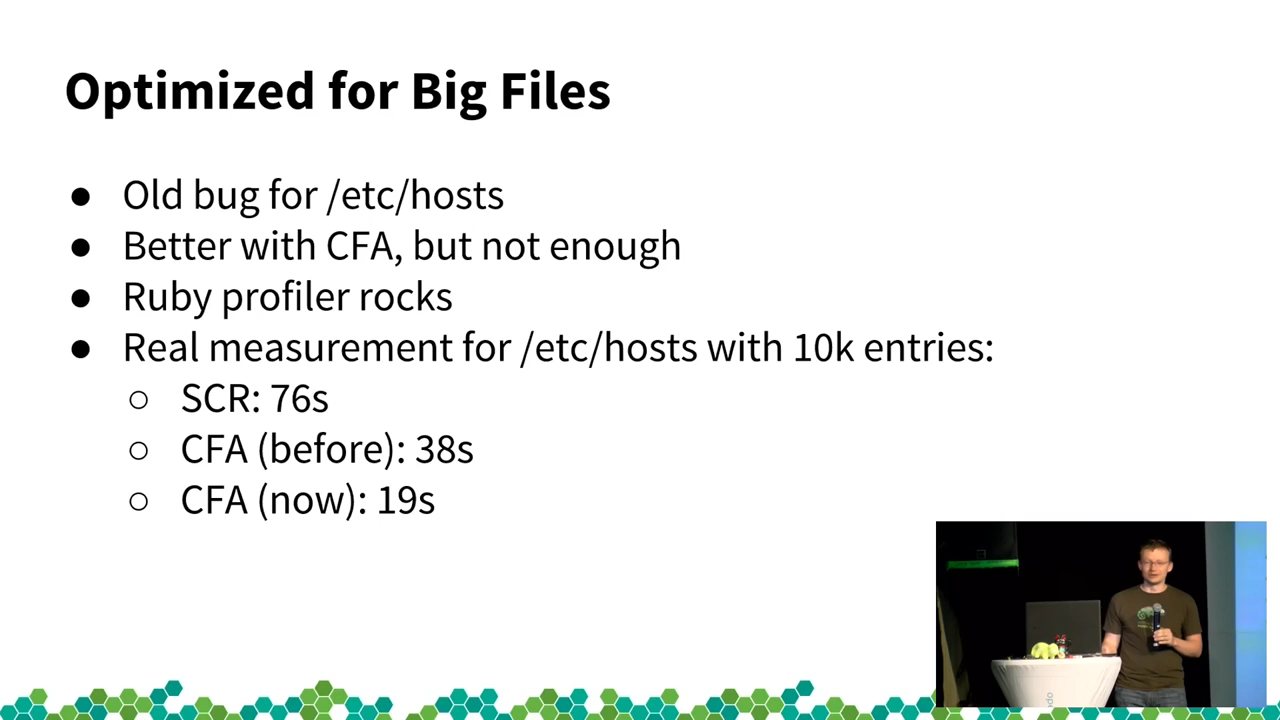 Optimized for Big Files
● Old bug for /etc/hosts
● Better with CFA, but not enough
● Ruby profiler rocks
● Real measurement for /etc/hosts with 10k entries:
○ SCR: 76s
○ CFA (before): 38s
○ CFA (now): 19s